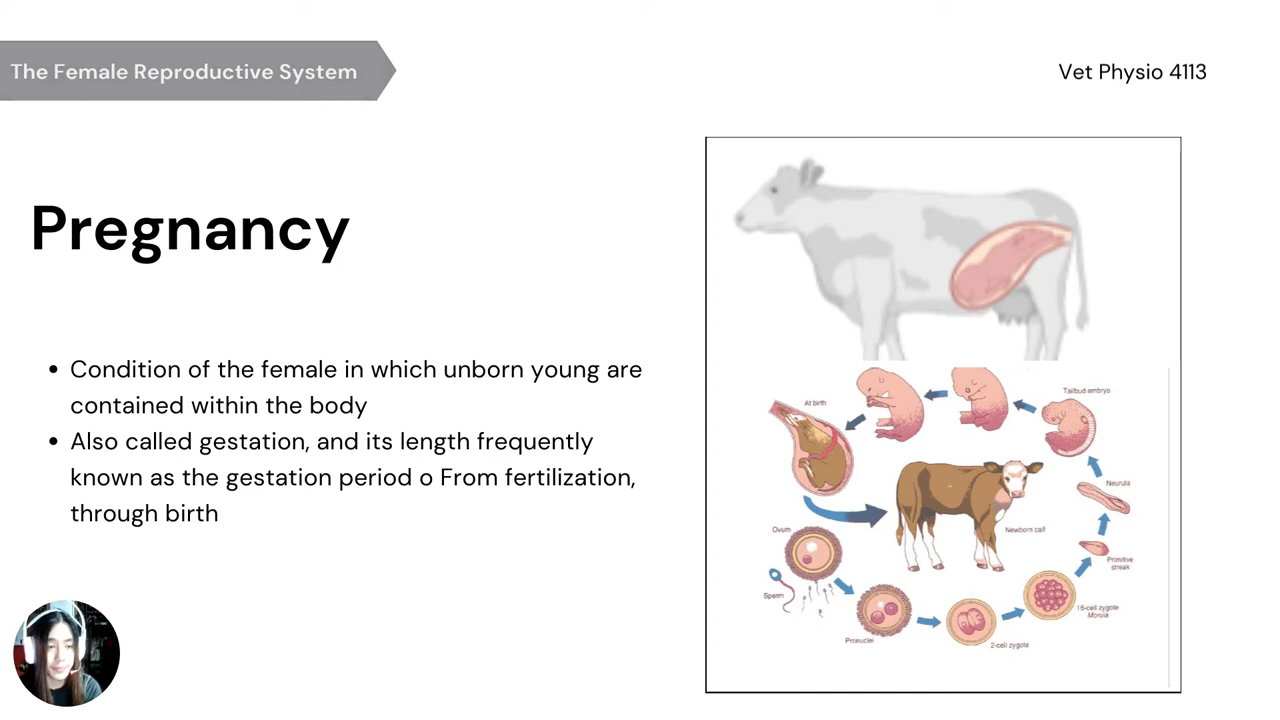 The Female Reproductive System
Vet Physio 4113
Pregnancy
• Condition of the female in which unborn young are
contained within the body
• Also called gestation, and its length frequently
known as the gestation period o From fertilization,
through birth
At birth
Tailbud embryo
Neurula
Newborn calf
Ovum
Primitive
streak
Sperm
16-cell zygote
Morula
Pronuclei
2-cell zygote